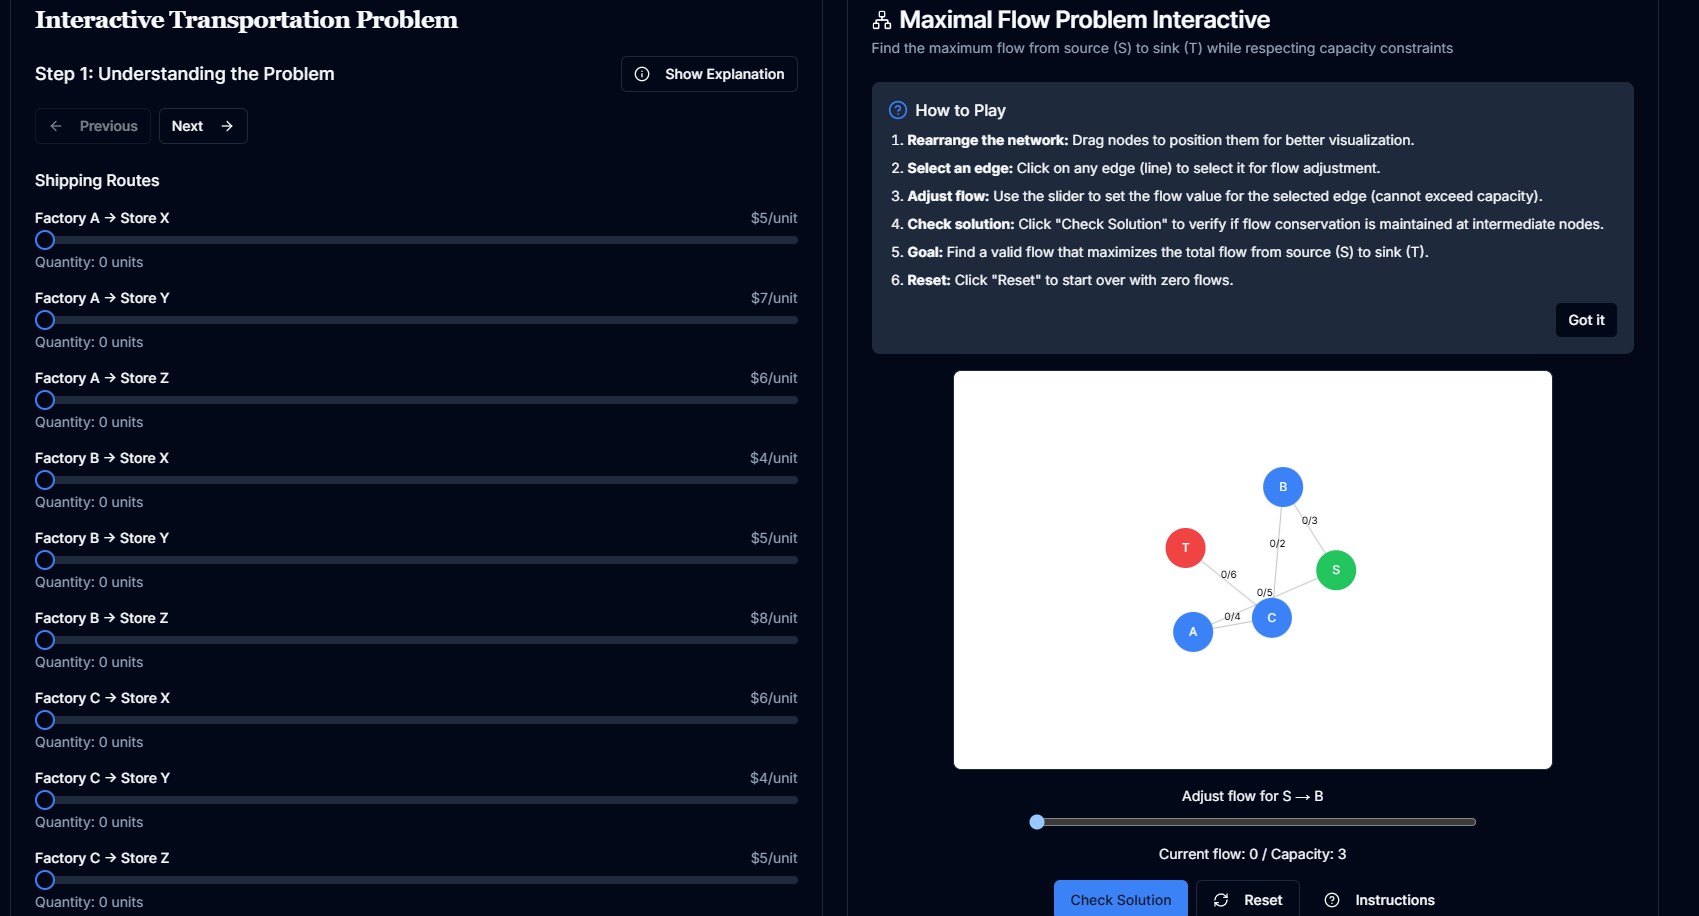 Interactive Transportation Problem
Step 1: Understanding the Problem
Show Explanation
Previous
Next
Shipping Routes
Factory A → Store X
$5/unit
Quantity: 0 units
Factory A → Store Y
$7/unit
Quantity: 0 units
Factory A → Store Z
$6/unit
Quantity: 0 units
Factory B → Store X
$4/unit
Quantity: 0 units
Factory B → Store Y
$5/unit
Quantity: 0 units
Factory B → Store Z
$8/unit
Quantity: 0 units
Factory C → Store X
$6/unit
Quantity: 0 units
Factory C → Store Y
$4/unit
Quantity: 0 units
Factory C → Store Z
$5/unit
Quantity: 0 units
Maximal Flow Problem Interactive
Find the maximum flow from source (S) to sink (T) while respecting capacity constraints
How to Play
1. Rearrange the network: Drag nodes to position them for better visualization.
2. Select an edge: Click on any edge (line) to select it for flow adjustment.
3. Adjust flow: Use the slider to set the flow value for the selected edge (cannot exceed capacity).
4. Check solution: Click "Check Solution" to verify if flow conservation is maintained at intermediate nodes.
5. Goal: Find a valid flow that maximizes the total flow from source (S) to sink (T).
6. Reset: Click "Reset" to start over with zero flows.
Got it
B
0/3
0/2
T
S
0/6
0/5
0/4
C
A
Adjust flow for S → B
Current flow: 0 / Capacity: 3
Check Solution
Reset
Instructions